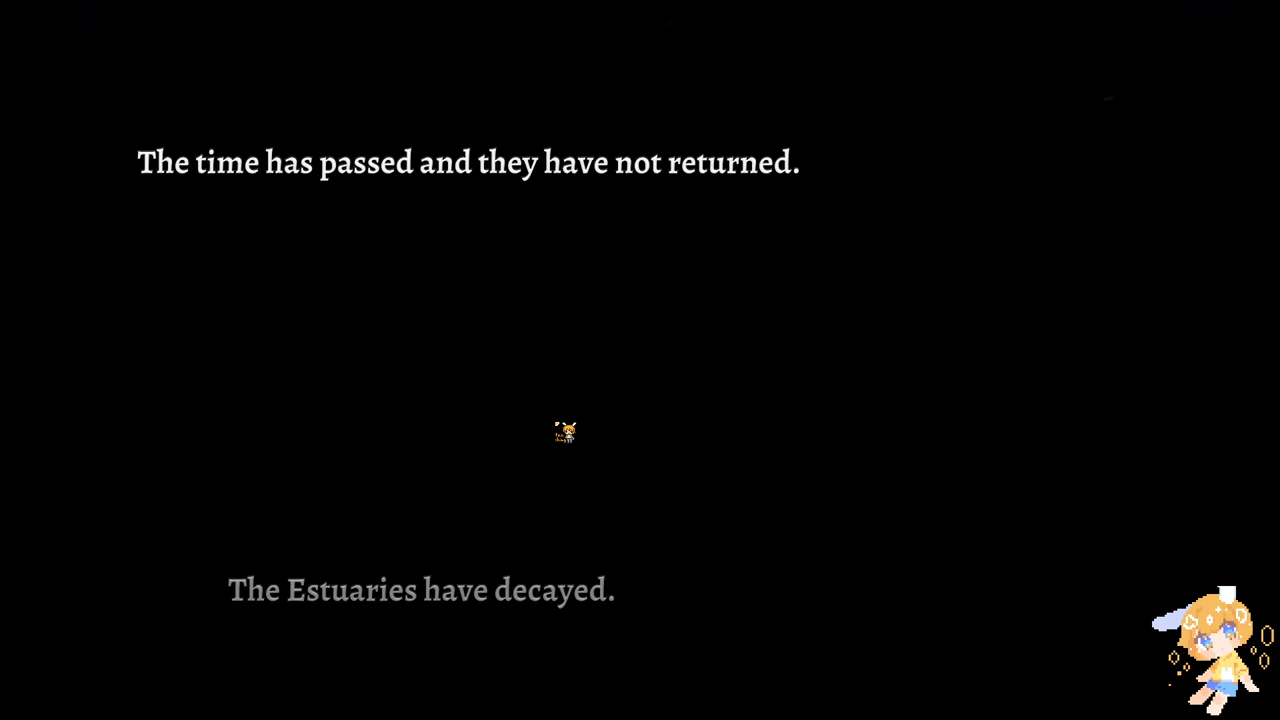 The time has passed and they have not returned.
The Estuaries have decayed.